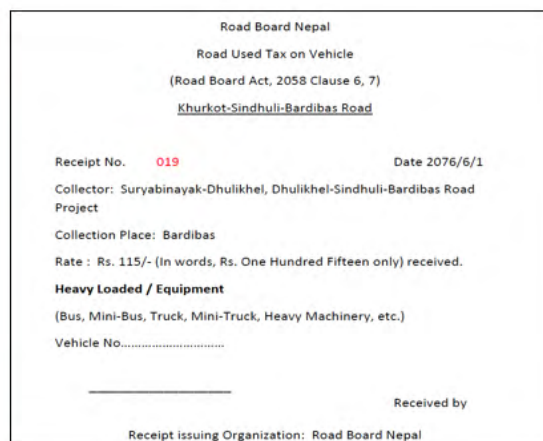 Road Board Nepal
Road Used Tax on Vehicle
(Road Board Act, 2058 Clause 6, 7)
Khurkot-Sindhuli-Bardibas Road
Receipt No. 019 Date 2076/6/1
Collector: Suryabinayak-Dhulikhel, Dhulikhel-Sindhuli-Bardibas Road
Project
Collection Place: Bardibas
Rate : Rs. 115/- (In words, Rs. One Hundred Fifteen only) received.
Heavy Loaded / Equipment
(Bus, Mini-Bus, Truck, Mini-Truck, Heavy Machinery, etc.)
Vehicle No..............................
Received by
Receipt issuing Organization: Road Board Nepal